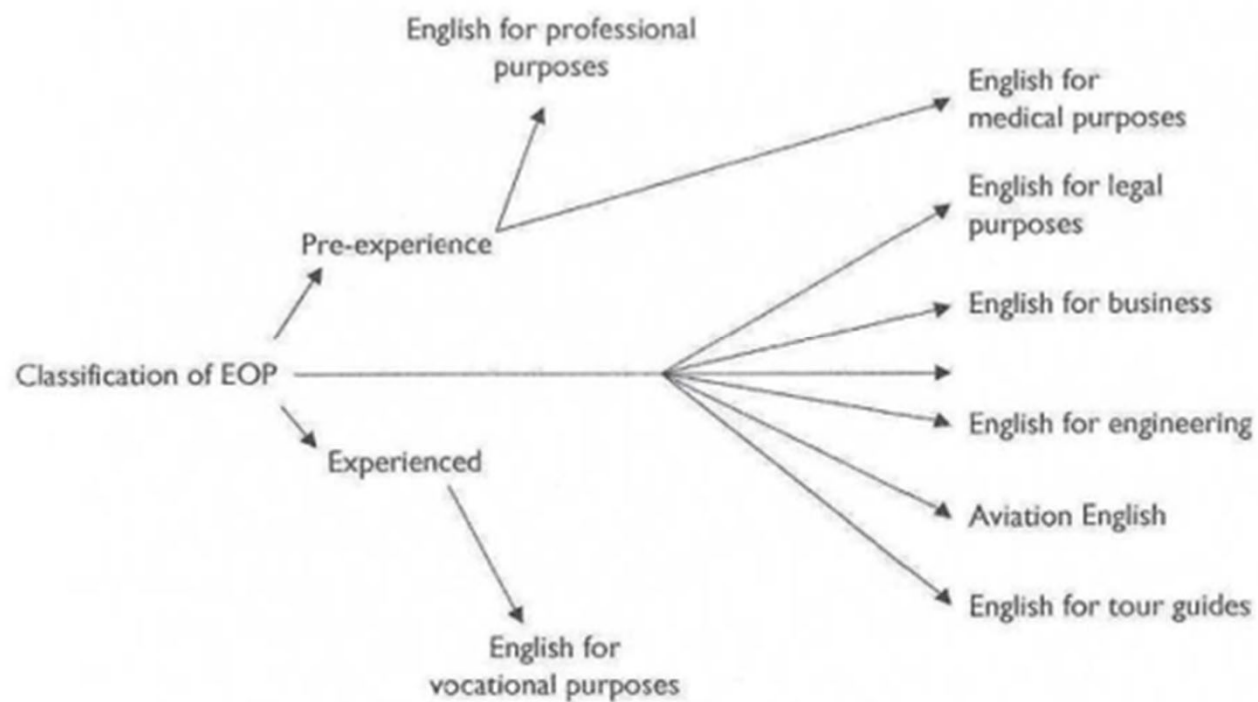 English for professional
purposes
English for
medical purposes
English for legal
purposes
Pre-experience
English for business
Classification of EOP
English for engineering
Experienced
Aviation English
English for tour guides
English for
vocational purposes